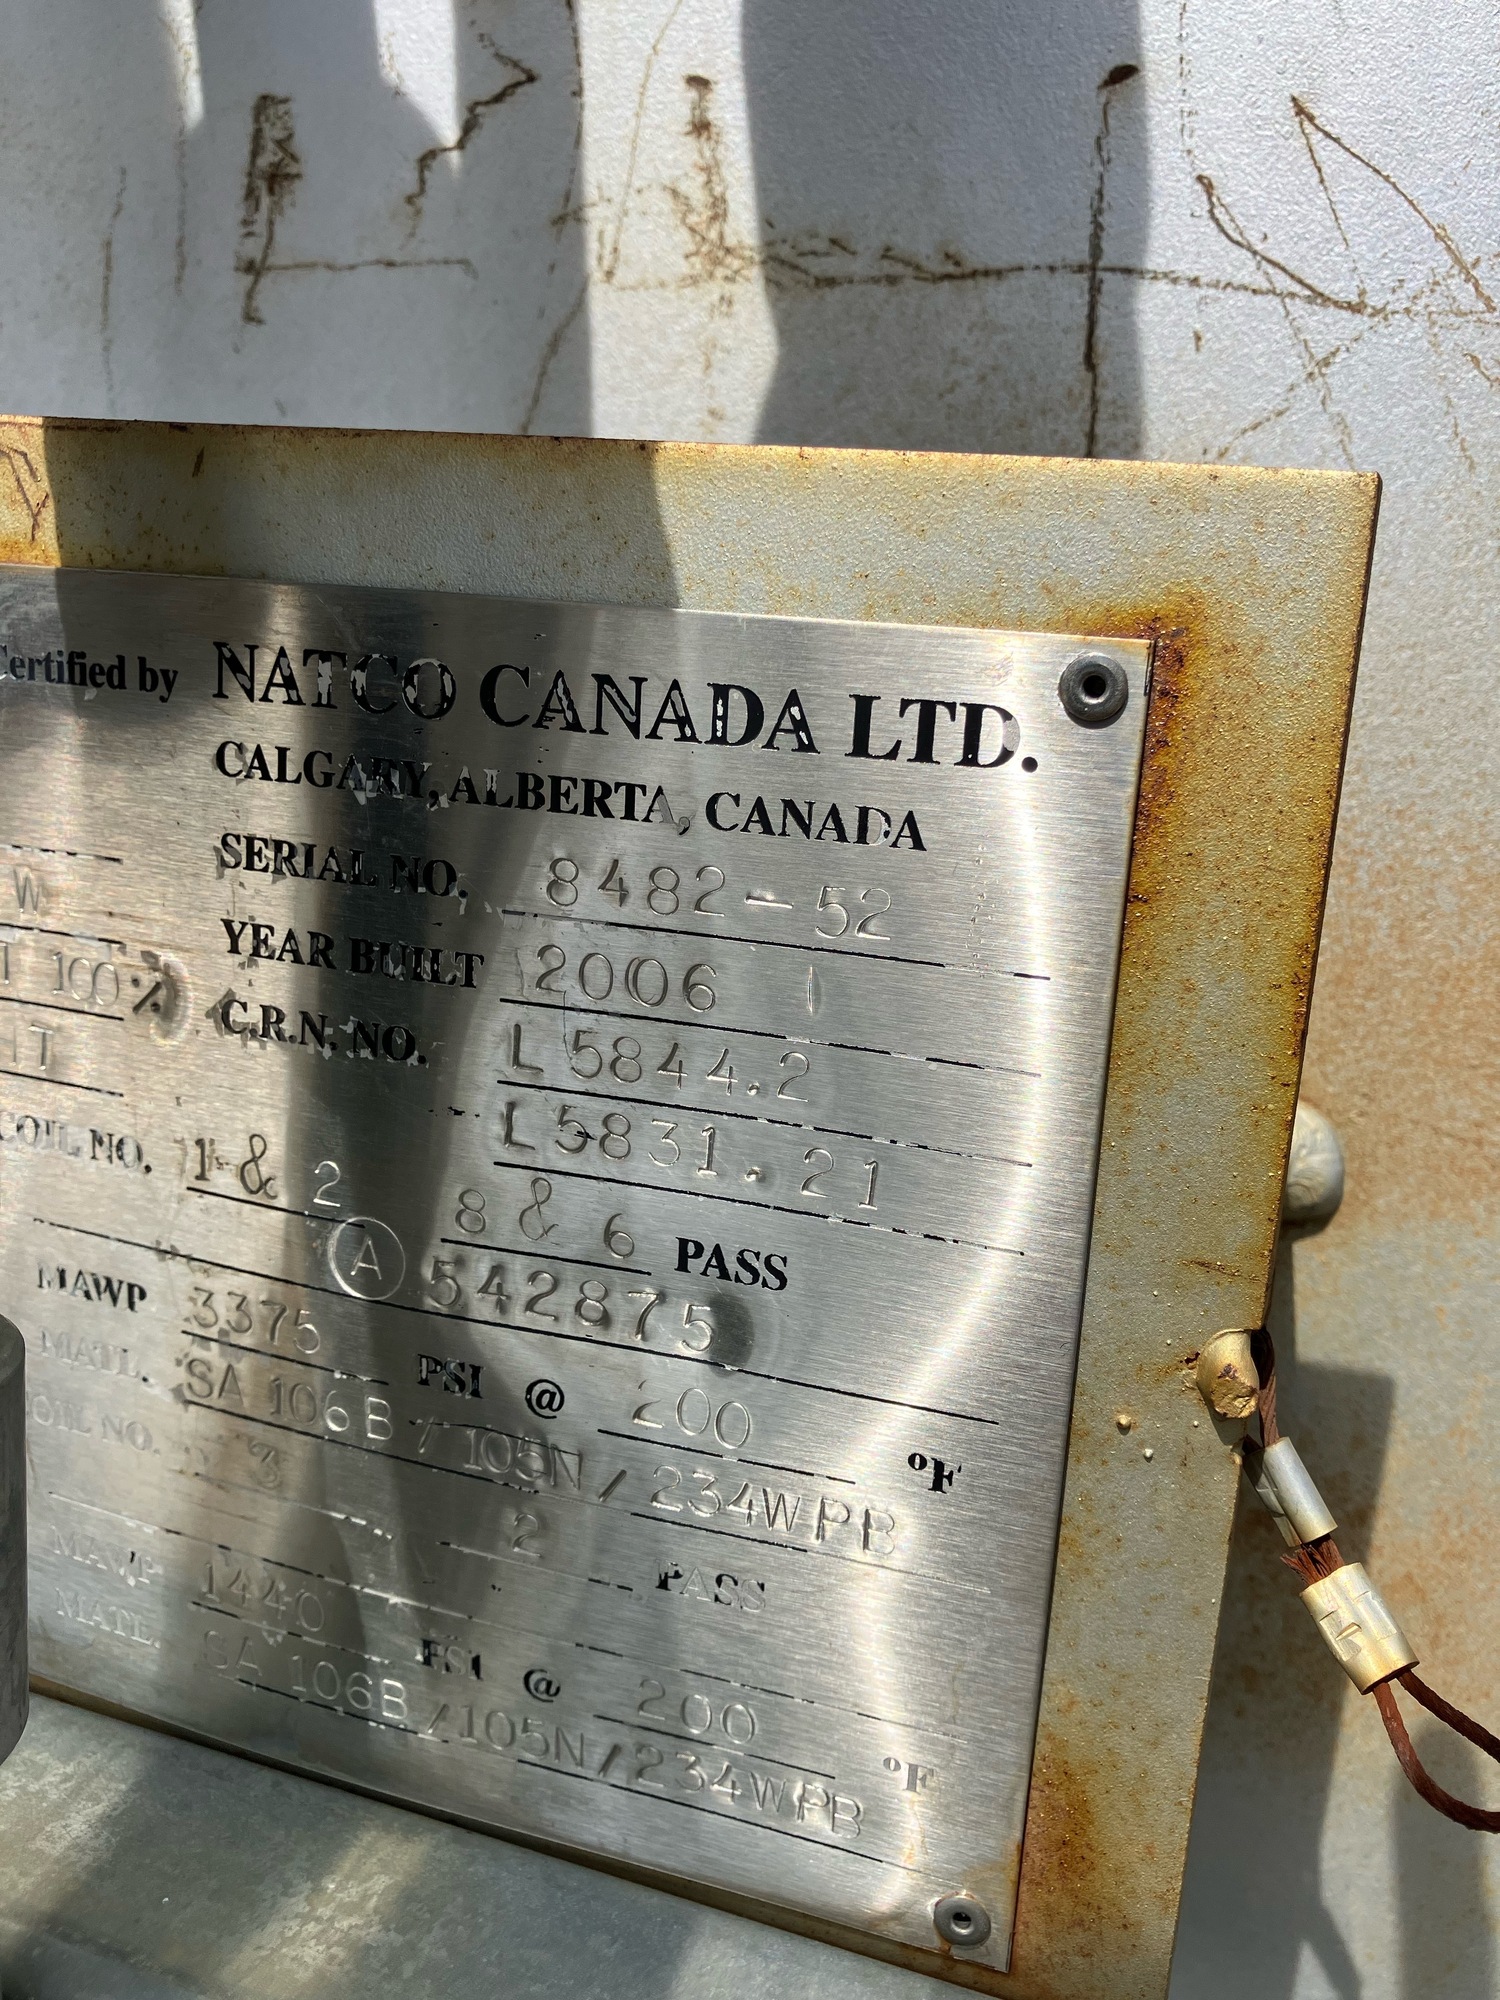 Certified by NATCO CANADA LTD.
CALGARY, ALBERTA, CANADA
SERIAL NO. 8482-52
W
YEAR BUILT 2006
T 100%
C.R.N. NO. L5844.2
L5831.21
COIL NO. 1 & 2 8 & 6 PASS
A 542875
MAWP 3375 PSI @ 200 °F
MATL. SA 106B / 105N / 234WPB
COIL NO. 3 2 PASS
MAWP 1440 PSI @ 200 °F
MATL. SA 106B / 105N / 234WPB